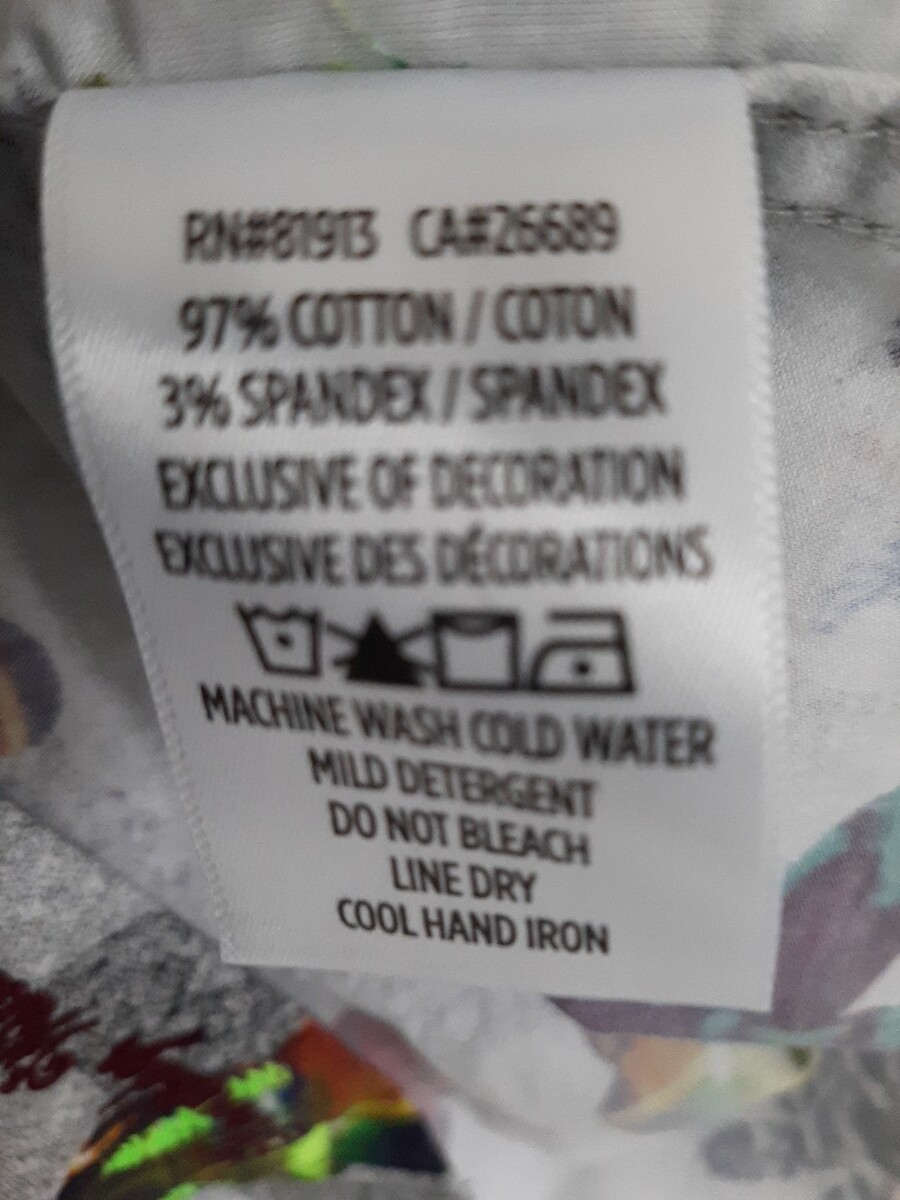 RN#81913 CA#26689
97% COTTON / COTON
3% SPANDEX / SPANDEX
EXCLUSIVE OF DECORATION
EXCLUSIVE DES DÉCORATIONS
MACHINE WASH COLD WATER
MILD DETERGENT
DO NOT BLEACH
LINE DRY
COOL HAND IRON